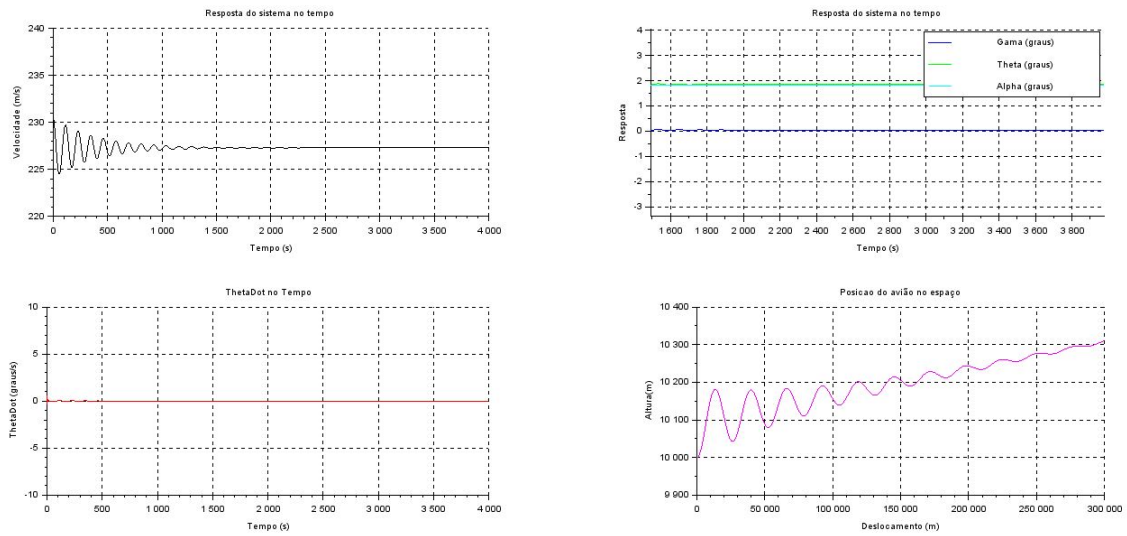 Resposta do sistema no tempo
240
235
230
225
220
Velocidade (m/s)
0 500 1 000 1 500 2 000 2 500 3 000 3 500 4 000
Tempo (s)
Resposta do sistema no tempo
4
3
2
1
0
-1
-2
-3
Resposta
Gama (graus)
Theta (graus)
Alpha (graus)
1 600 1 800 2 000 2 200 2 400 2 600 2 800 3 000 3 200 3 400 3 600 3 800
Tempo (s)
ThetaDot no Tempo
10
5
0
-5
-10
ThetaDot (graus/s)
0 500 1 000 1 500 2 000 2 500 3 000 3 500 4 000
Tempo (s)
Posicao do avião no espaço
10 400
10 300
10 200
10 100
10 000
9 900
Altura(m)
0 50 000 100 000 150 000 200 000 250 000 300 000
Deslocamento (m)